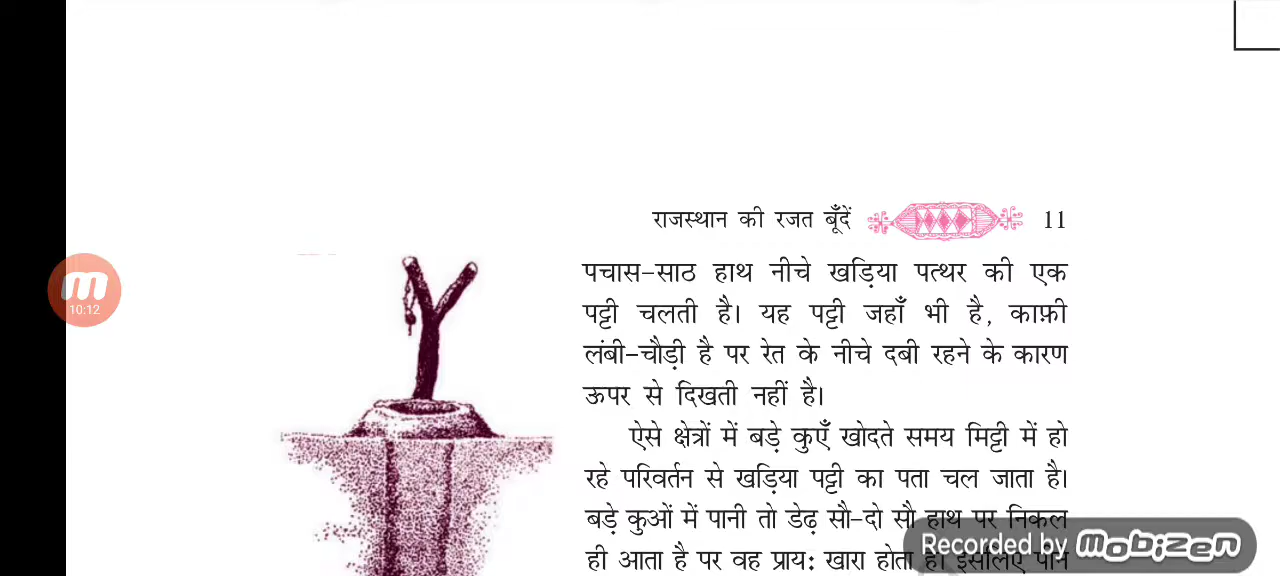 राजस्थान की रजत बूँदें 11
पचास-साठ हाथ नीचे खड़िया पत्थर की एक
पट्टी चलती है। यह पट्टी जहाँ भी है, काफ़ी
लंबी-चौड़ी है पर रेत के नीचे दबी रहने के कारण
ऊपर से दिखती नहीं है।
ऐसे क्षेत्रों में बड़े कुएँ खोदते समय मिट्टी में हो
रहे परिवर्तन से खड़िया पट्टी का पता चल जाता है।
बड़े कुओं में पानी तो डेढ़ सौ-दो सौ हाथ पर निकल
ही आता है पर वह प्राय: खारा होता है। इसलिए
10:12
Recorded by mobizen